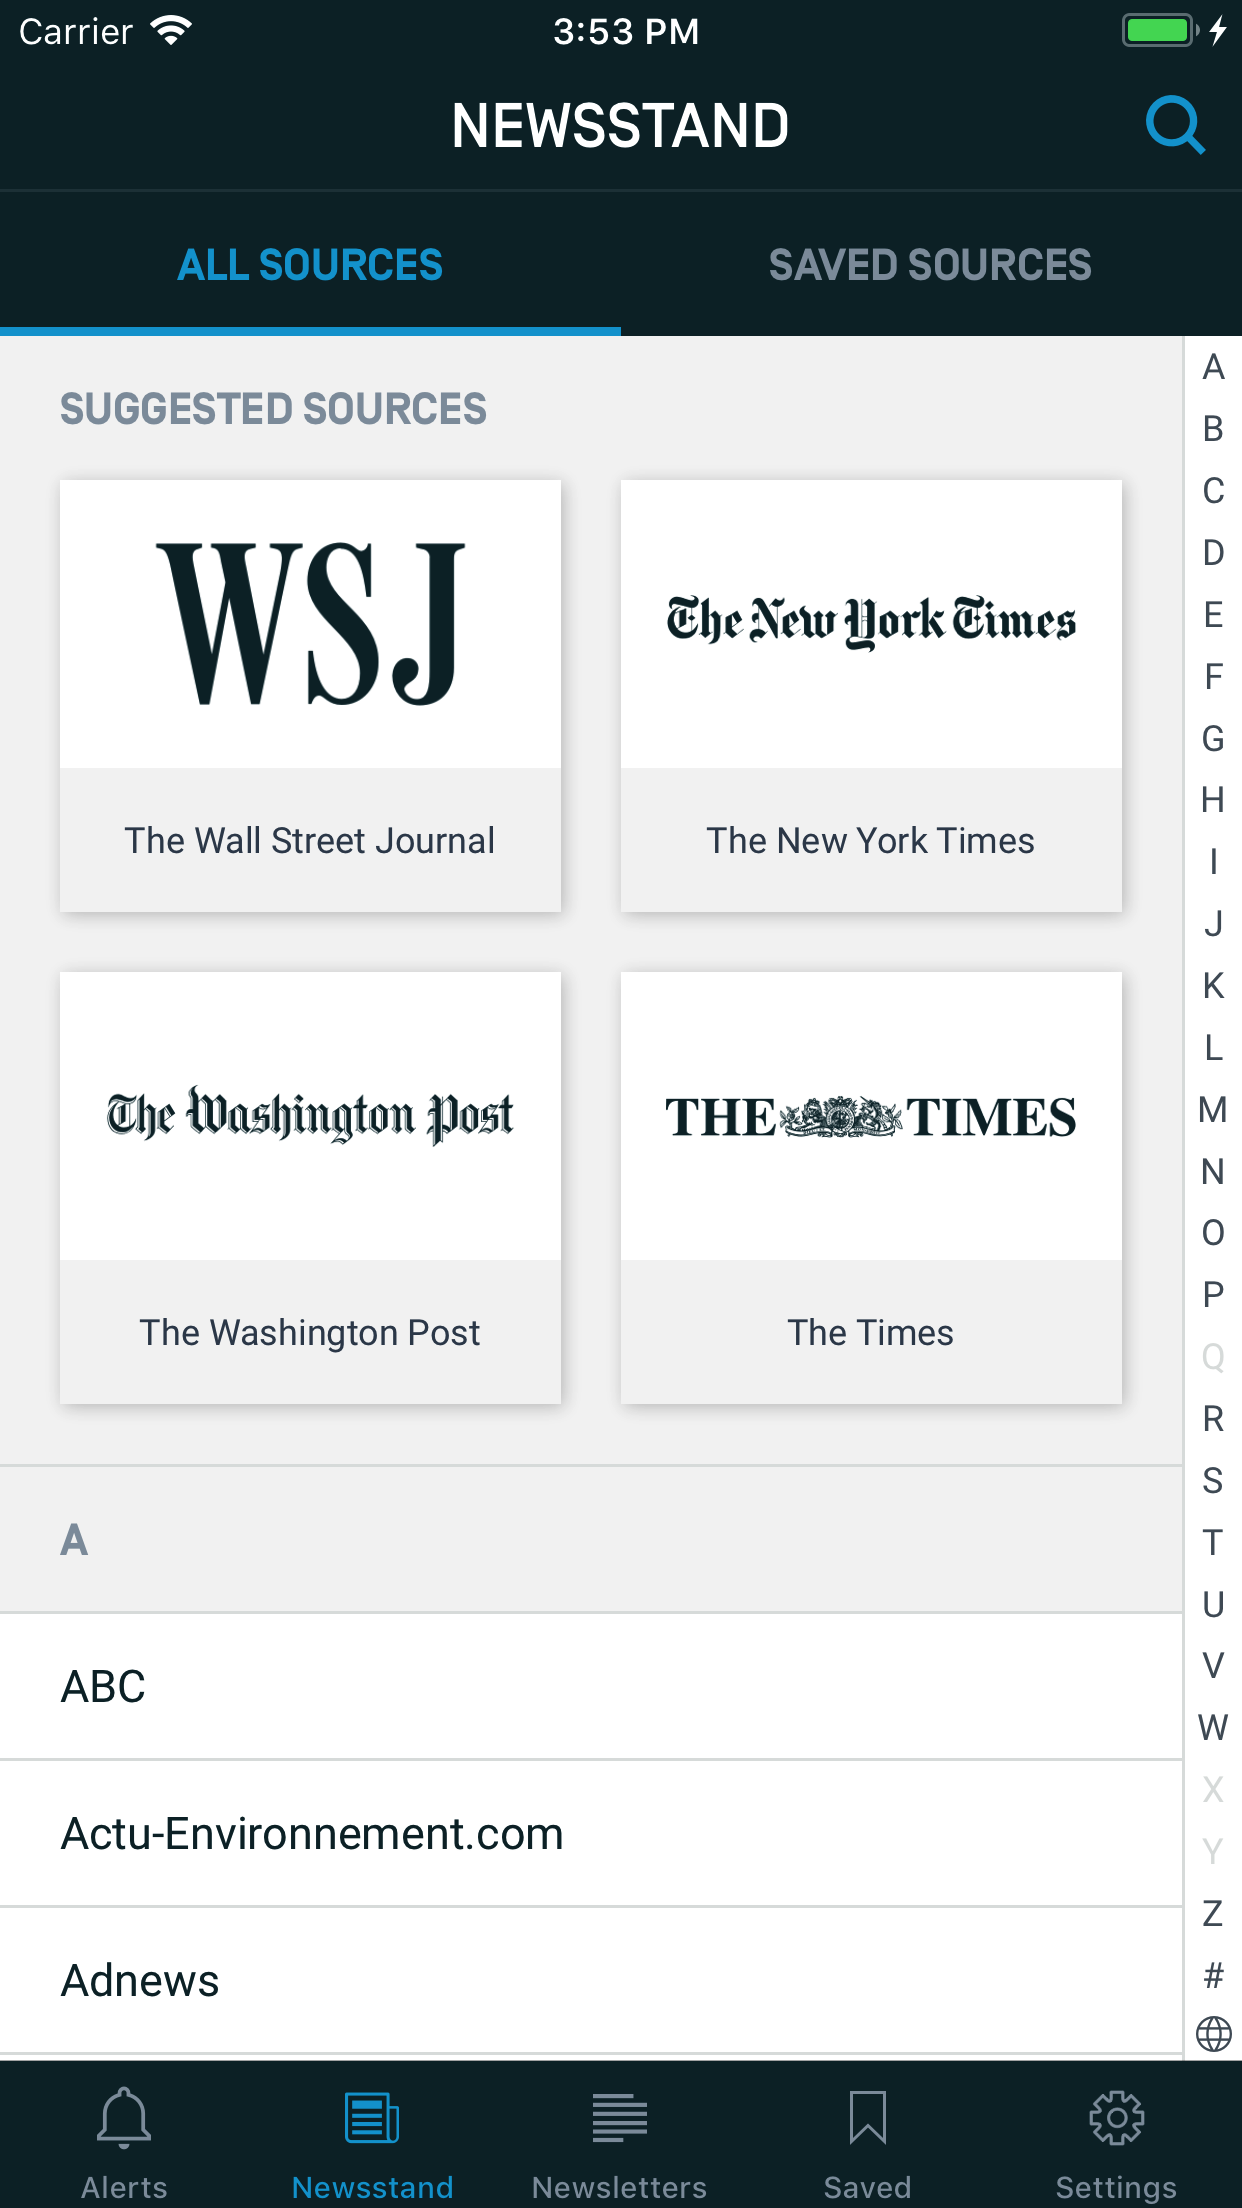 Carrier 3:53 PM
NEWSSTAND
ALL SOURCES SAVED SOURCES
SUGGESTED SOURCES
WSJ The New York Times
The Wall Street Journal The New York Times
The Washington Post THE TIMES
The Washington Post The Times
A
ABC
Actu-Environnement.com
Adnews
A
B
C
D
E
F
G
H
I
J
K
L
M
N
O
P
Q
R
S
T
U
V
W
X
Y
Z
#
Alerts Newsstand Newsletters Saved Settings